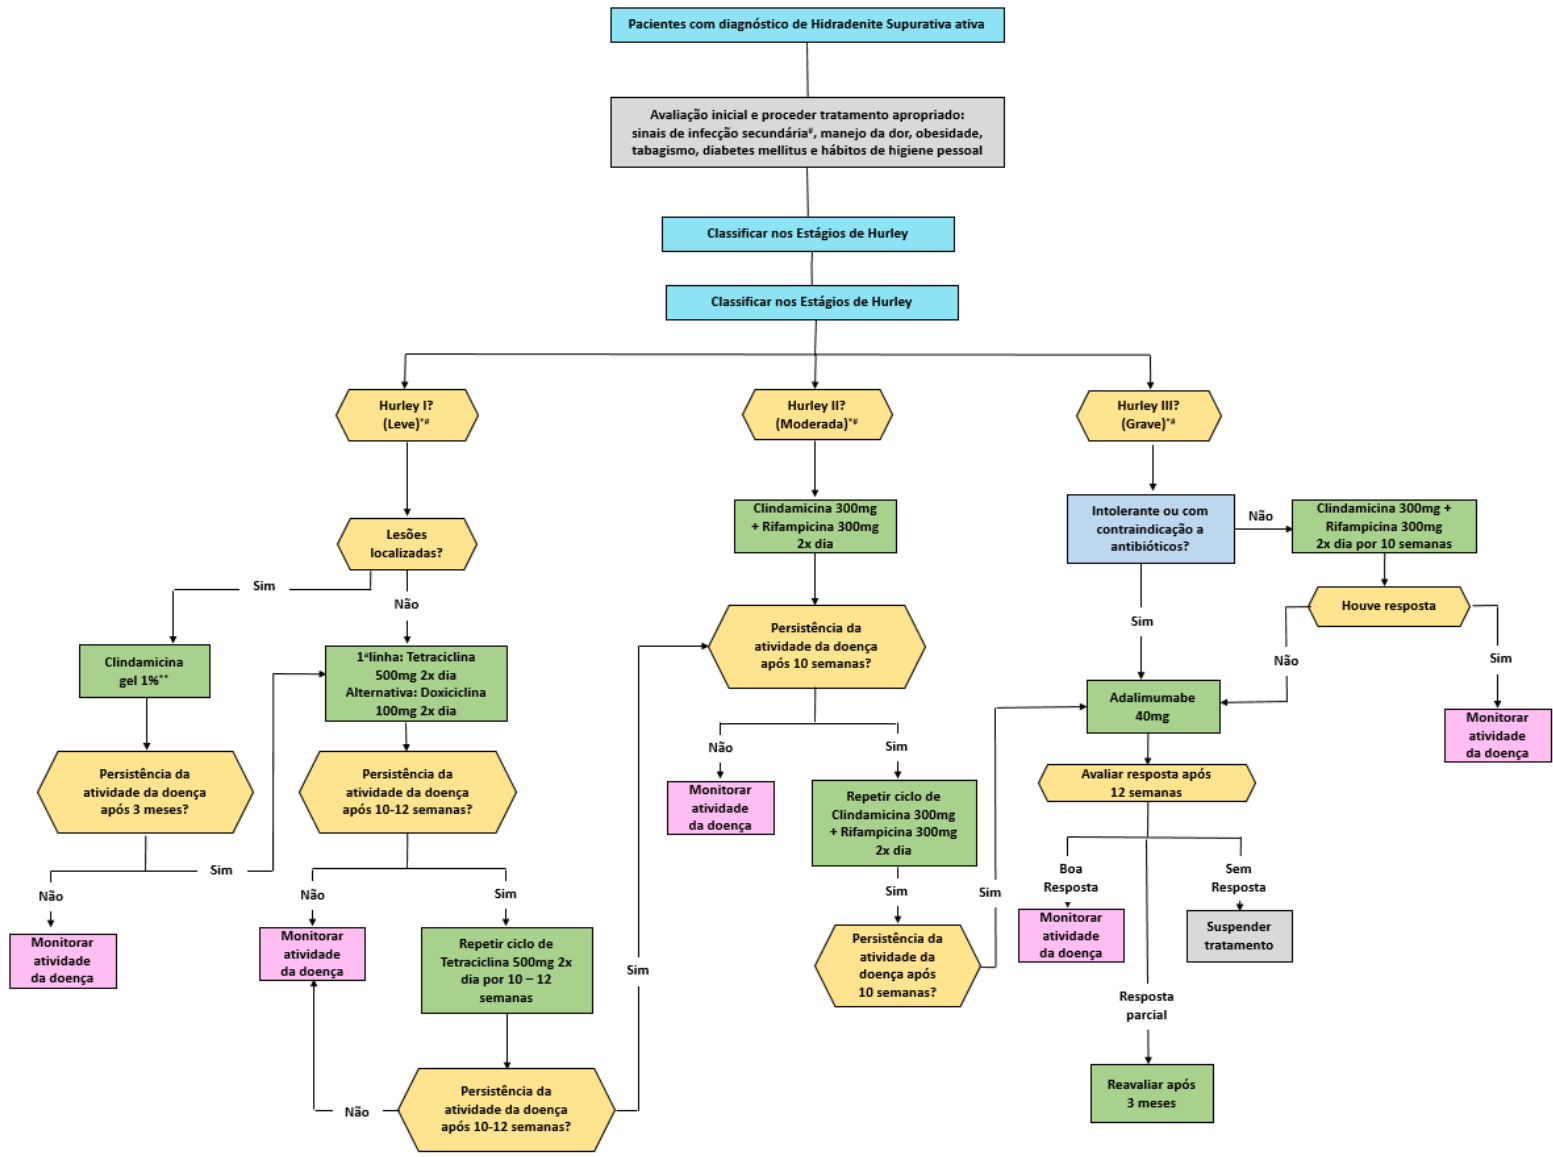 Pacientes com diagnóstico de Hidradenite Supurativa ativa
Avaliação inicial e proceder tratamento apropriado:
sinais de infecção secundária#, manejo da dor, obesidade,
tabagismo, diabetes mellitus e hábitos de higiene pessoal
Classificar nos Estágios de Hurley
Classificar nos Estágios de Hurley
Hurley I?
(Leve)*#
Hurley II?
(Moderada)*#
Hurley III?
(Grave)*#
Lesões
localizadas?
Sim
Não
Clindamicina
gel 1%**
1ªlinha: Tetraciclina
500mg 2x dia
Alternativa: Doxiciclina
100mg 2x dia
Persistência da
atividade da doença
após 3 meses?
Persistência da
atividade da doença
após 10-12 semanas?
Sim
Não
Monitorar
atividade
da doença
Não
Sim
Monitorar
atividade
da doença
Repetir ciclo de
Tetraciclina 500mg 2x
dia por 10 – 12
semanas
Persistência da
atividade da doença
após 10-12 semanas?
Não
Sim
Clindamicina 300mg
+ Rifampicina 300mg
2x dia
Persistência da
atividade da doença
após 10 semanas?
Não
Sim
Monitorar
atividade
da doença
Repetir ciclo de
Clindamicina 300mg
+ Rifampicina 300mg
2x dia
Sim
Persistência da
atividade da
doença após
10 semanas?
Sim
Intolerante ou com
contraindicação a
antibióticos?
Não
Clindamicina 300mg +
Rifampicina 300mg
2x dia por 10 semanas
Houve resposta
Sim
Não
Sim
Monitorar
atividade
da doença
Adalimumabe
40mg
Avaliar resposta após
12 semanas
Boa
Resposta
Sem
Resposta
Monitorar
atividade
da doença
Suspender
tratamento
Resposta
parcial
Reavaliar após
3 meses